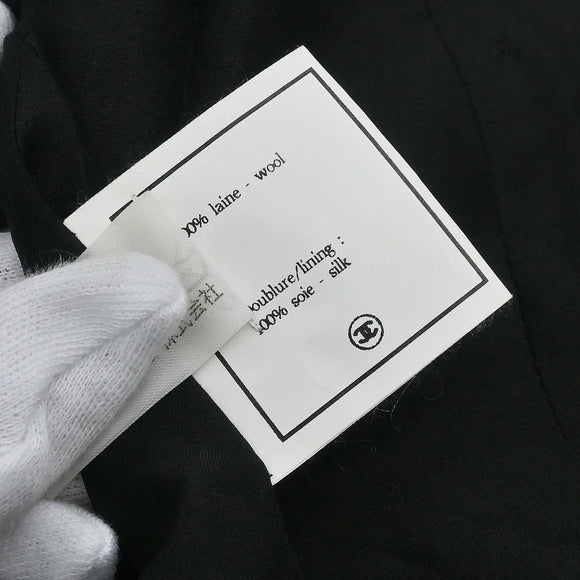 00% laine - wool
oublure/lining :
100% soie - silk